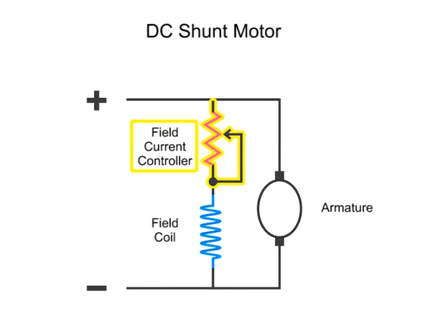 DC Shunt Motor
+
Field
Current
Controller
Field
Coil
Armature
−